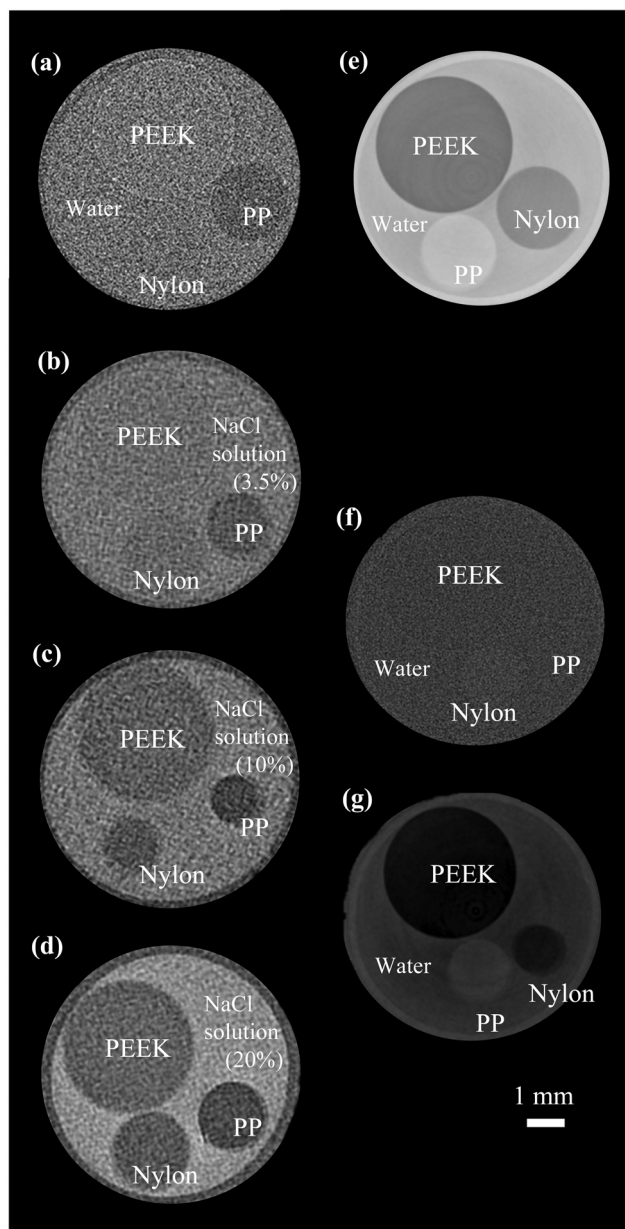 (a)
PEEK
Water
PP
Nylon
(b)
PEEK
NaCl
solution
(3.5%)
PP
Nylon
(c)
PEEK
NaCl
solution
(10%)
PP
Nylon
(d)
PEEK
NaCl
solution
(20%)
PP
Nylon
(e)
PEEK
Water
Nylon
PP
(f)
PEEK
Water
PP
Nylon
(g)
PEEK
Water
Nylon
PP
1 mm